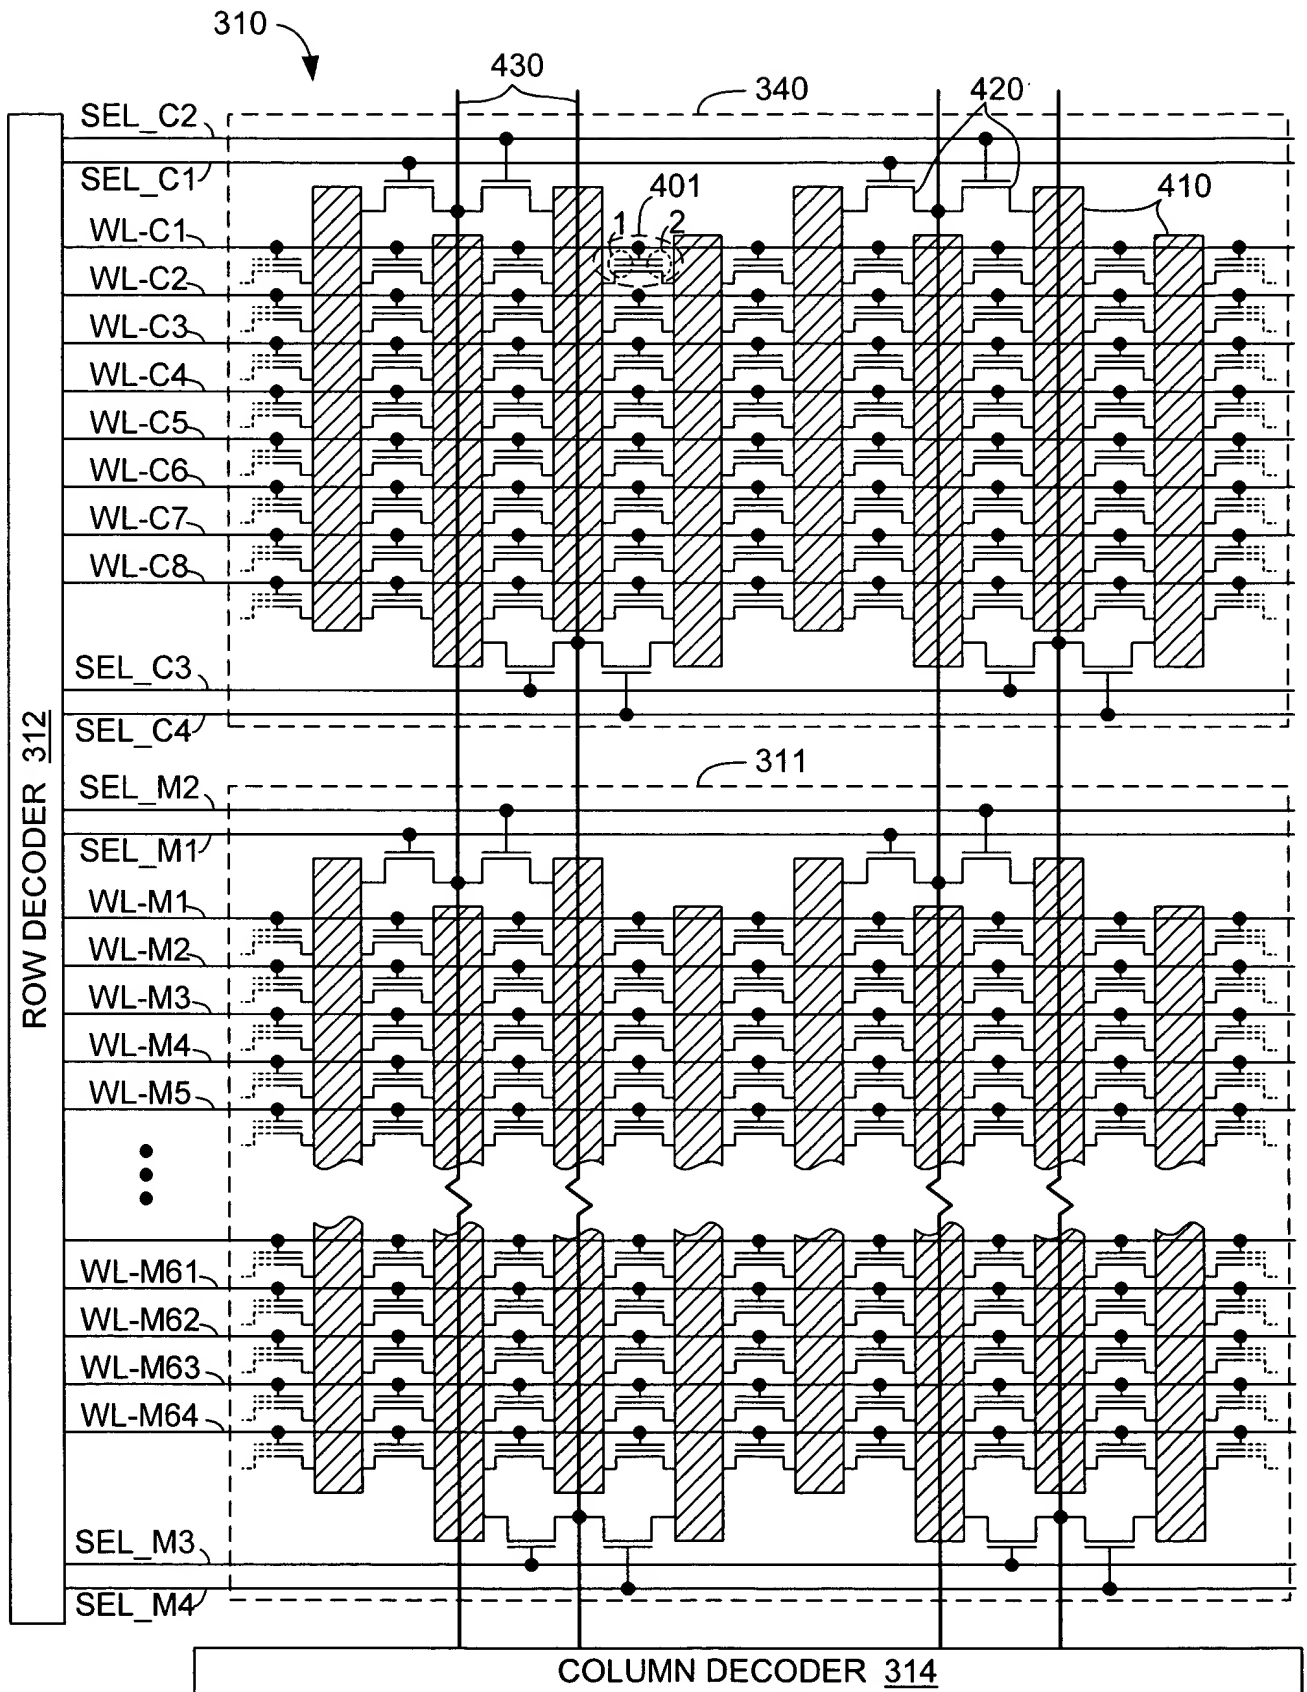 310
430
340
420
SEL_C2
SEL_C1
401
410
1
2
WL-C1
WL-C2
WL-C3
WL-C4
WL-C5
WL-C6
WL-C7
WL-C8
SEL_C3
SEL_C4
ROW DECODER 312
311
SEL_M2
SEL_M1
WL-M1
WL-M2
WL-M3
WL-M4
WL-M5
WL-M61
WL-M62
WL-M63
WL-M64
SEL_M3
SEL_M4
COLUMN DECODER 314